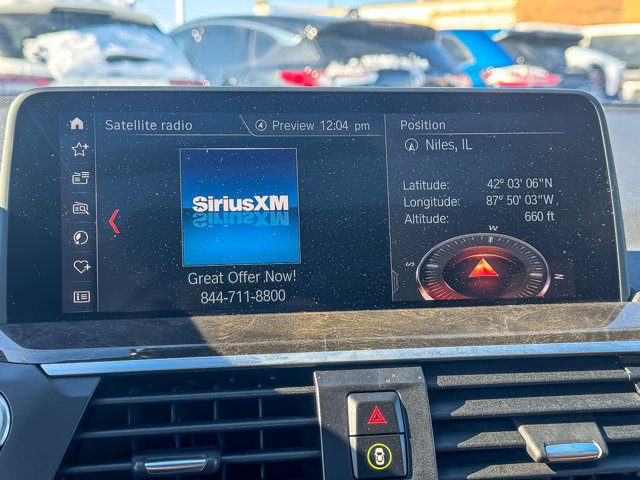 Satellite radio
Preview 12:04 pm
SiriusXM
Great Offer Now!
844-711-8800
Position
Niles, IL
Latitude: 42° 03' 06"N
Longitude: 87° 50' 03"W
Altitude: 660 ft
W
S
N